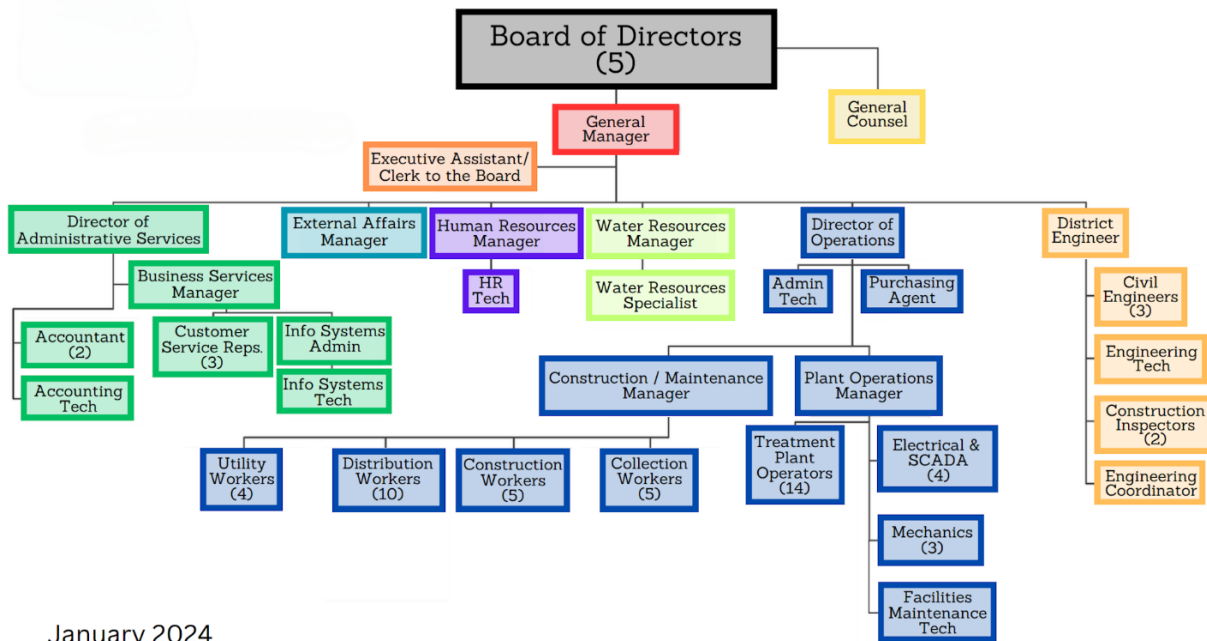 Board of Directors
(5)
General
Manager
General
Counsel
Executive Assistant/
Clerk to the Board
Director of
Administrative Services
External Affairs
Manager
Human Resources
Manager
Water Resources
Manager
Director of
Operations
District
Engineer
Business Services
Manager
Accountant
(2)
Accounting
Tech
Customer
Service Reps.
(3)
Info Systems
Admin
Info Systems
Tech
HR
Tech
Water Resources
Specialist
Admin
Tech
Purchasing
Agent
Construction / Maintenance
Manager
Plant Operations
Manager
Utility
Workers
(4)
Distribution
Workers
(10)
Construction
Workers
(5)
Collection
Workers
(5)
Treatment
Plant
Operators
(14)
Electrical &
SCADA
(4)
Mechanics
(3)
Facilities
Maintenance
Tech
Civil
Engineers
(3)
Engineering
Tech
Construction
Inspectors
(2)
Engineering
Coordinator
January 2024